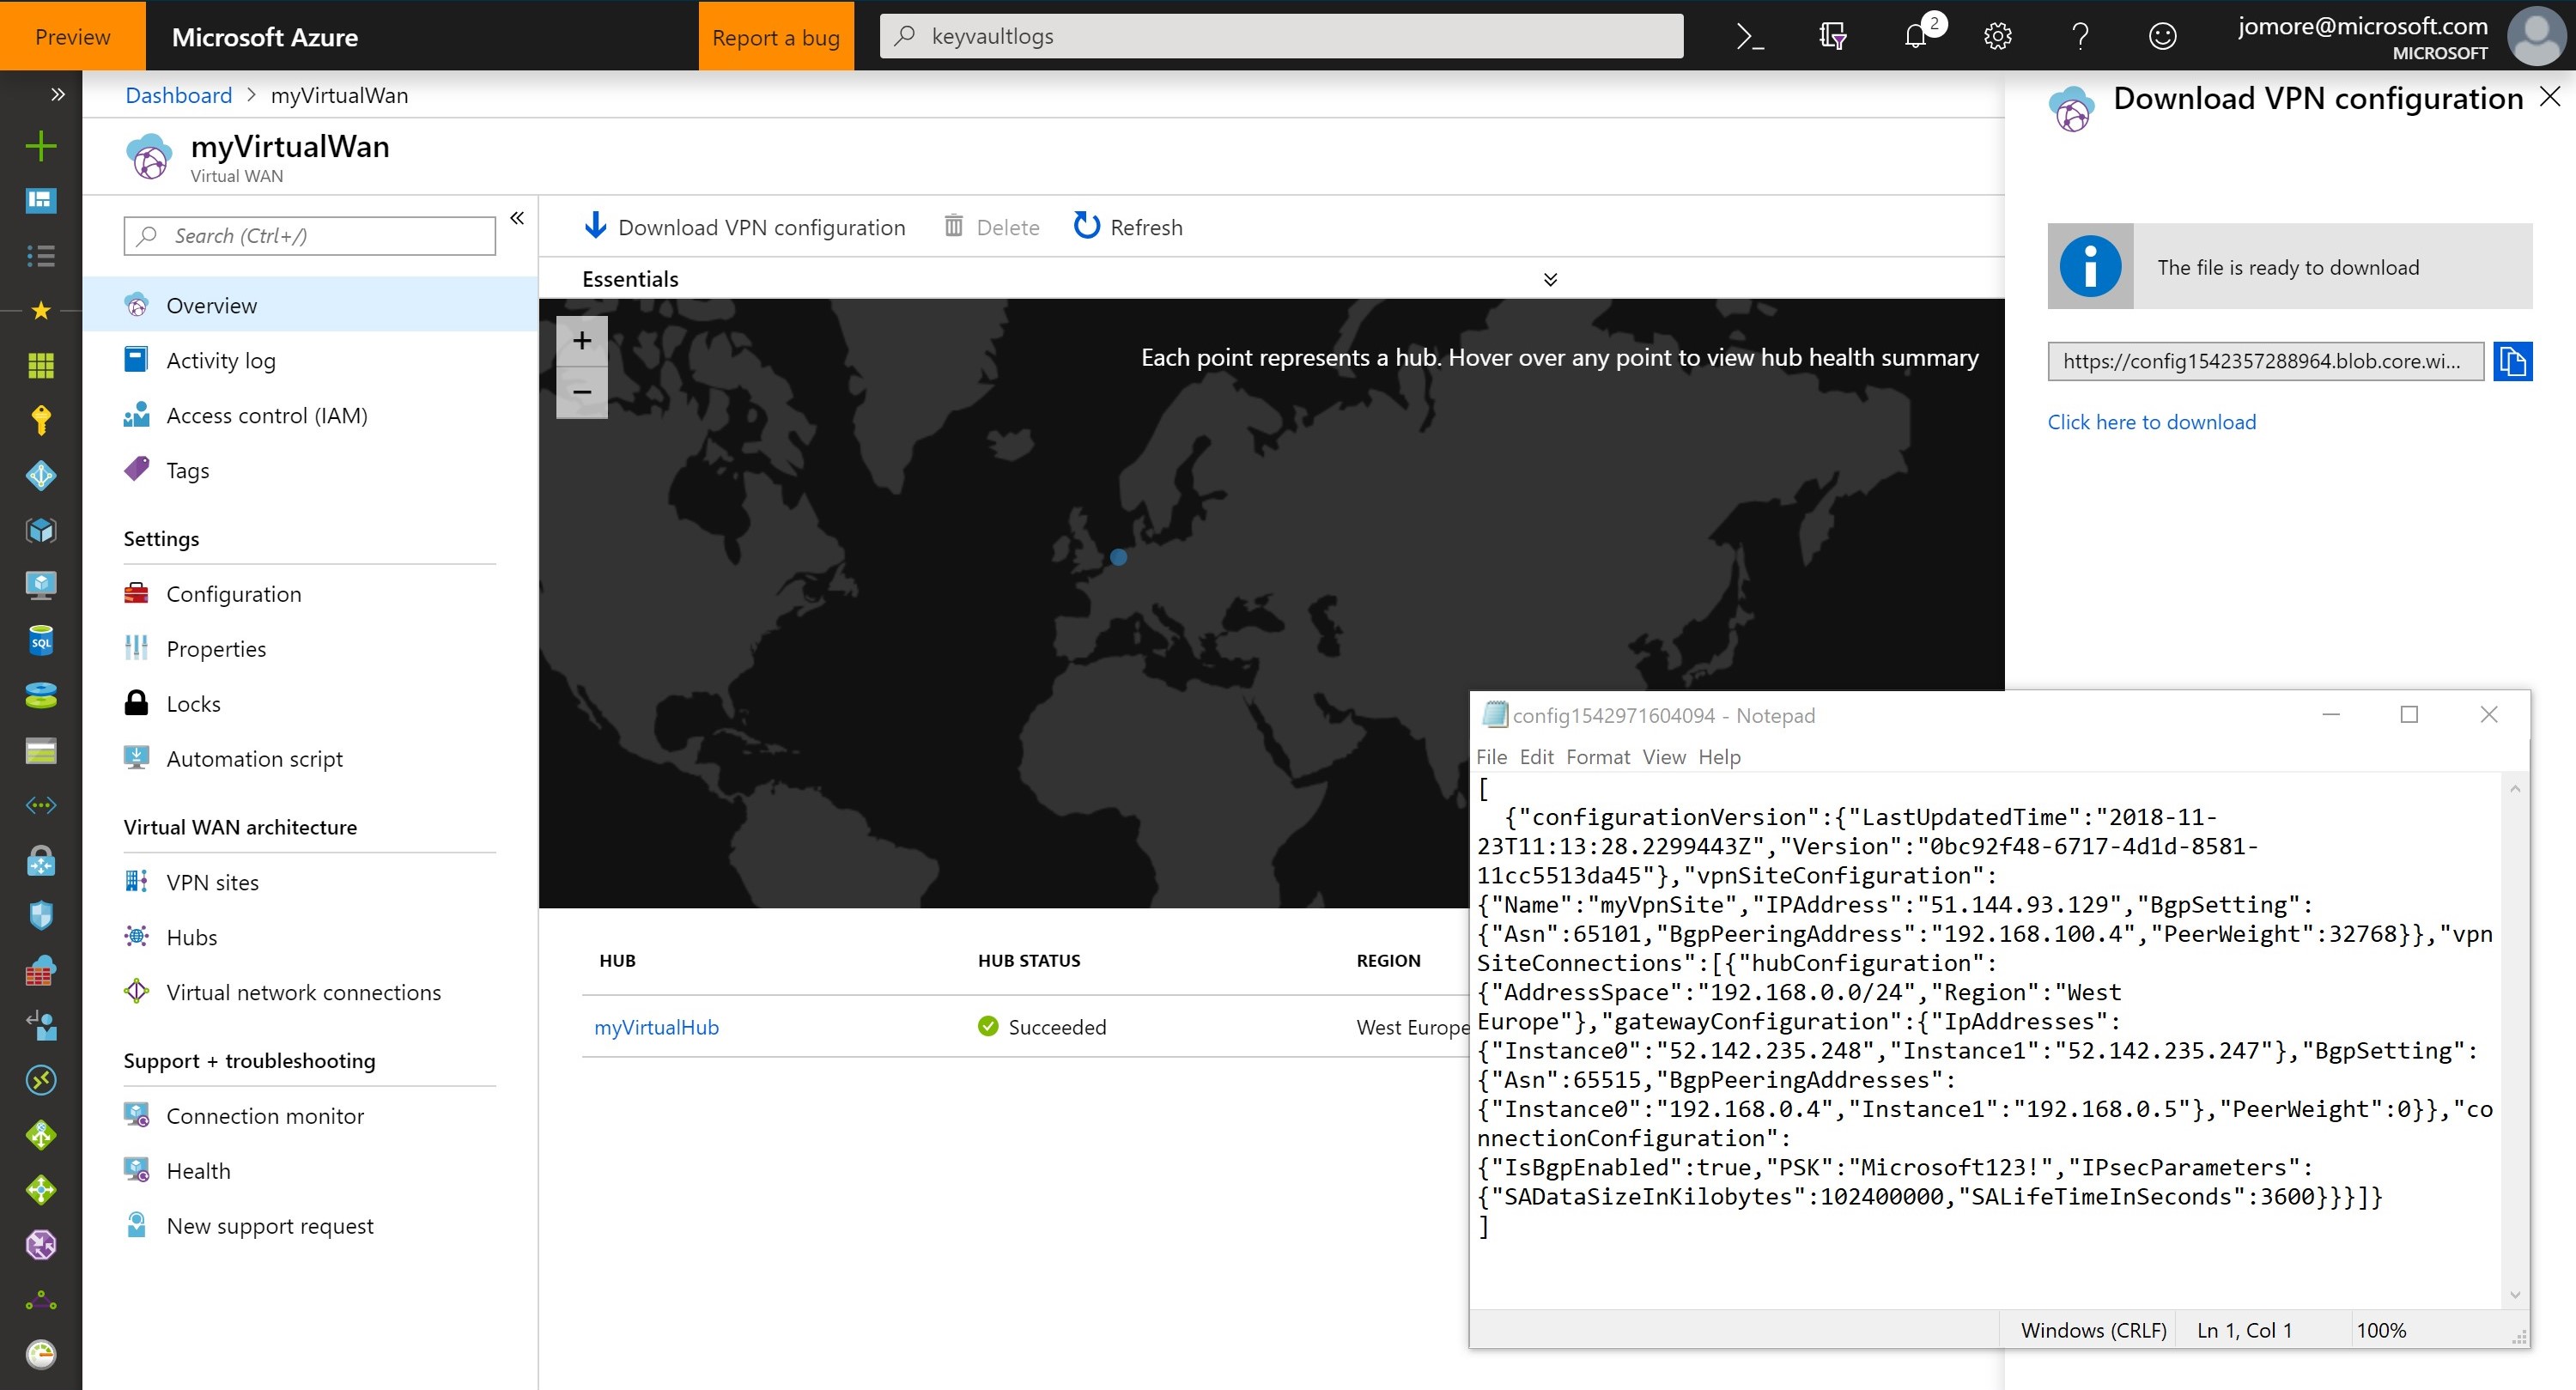 Preview
Microsoft Azure
Report a bug
keyvaultlogs
2
jomore@microsoft.com
MICROSOFT
Dashboard > myVirtualWan
myVirtualWan
Virtual WAN
Search (Ctrl+/)
Overview
Activity log
Access control (IAM)
Tags
Settings
Configuration
Properties
Locks
Automation script
Virtual WAN architecture
VPN sites
Hubs
Virtual network connections
Support + troubleshooting
Connection monitor
Health
New support request
SQL
Download VPN configuration
Delete
Refresh
Essentials
+
−
Each point represents a hub. Hover over any point to view hub health summary
HUB HUB STATUS REGION
myVirtualHub Succeeded West Europe
Download VPN configuration
The file is ready to download
https://config1542357288964.blob.core.wi...
Click here to download
config1542971604094 - Notepad
File Edit Format View Help
[
{"configurationVersion":{"LastUpdatedTime":"2018-11-
23T11:13:28.2299443Z","Version":"0bc92f48-6717-4d1d-8581-
11cc5513da45"},"vpnSiteConfiguration":
{"Name":"myVpnSite","IPAddress":"51.144.93.129","BgpSetting":
{"Asn":65101,"BgpPeeringAddress":"192.168.100.4","PeerWeight":32768}},"vpn
SiteConnections":[{"hubConfiguration":
{"AddressSpace":"192.168.0.0/24","Region":"West
Europe"},"gatewayConfiguration":{"IpAddresses":
{"Instance0":"52.142.235.248","Instance1":"52.142.235.247"},"BgpSetting":
{"Asn":65515,"BgpPeeringAddresses":
{"Instance0":"192.168.0.4","Instance1":"192.168.0.5"},"PeerWeight":0}},"co
nnectionConfiguration":
{"IsBgpEnabled":true,"PSK":"Microsoft123!","IPsecParameters":
{"SADataSizeInKilobytes":102400000,"SALifeTimeInSeconds":3600}}}]}
]
Windows (CRLF) Ln 1, Col 1 100%